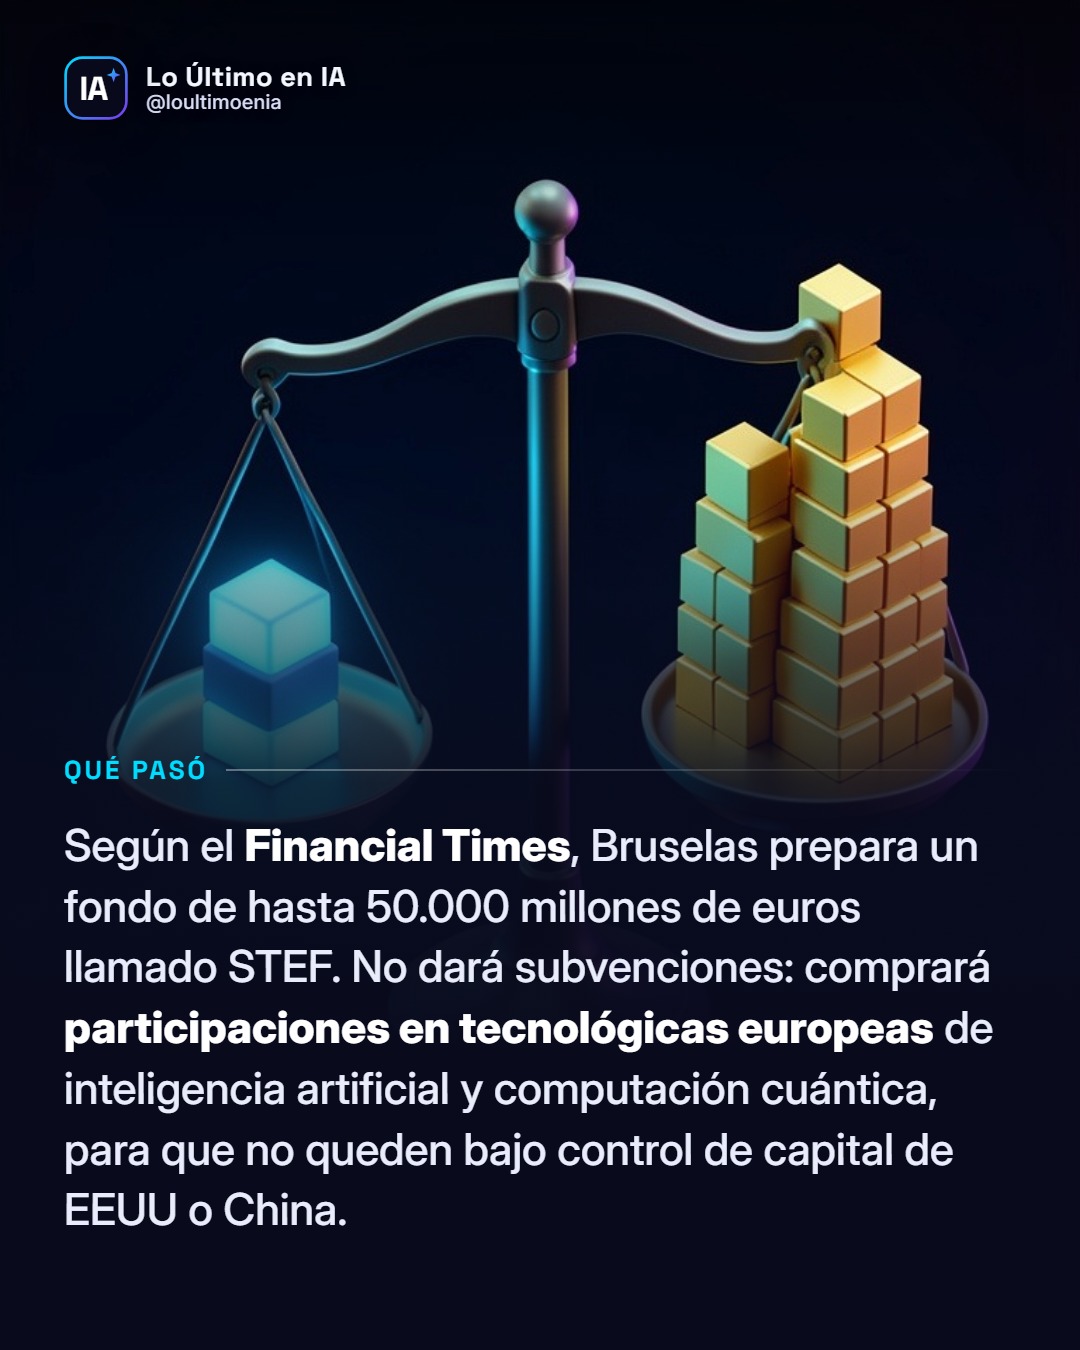 IA
Lo Último en IA
@loultimoenia
QUÉ PASÓ
Según el Financial Times, Bruselas prepara un
fondo de hasta 50.000 millones de euros
llamado STEF. No dará subvenciones: comprará
participaciones en tecnológicas europeas de
inteligencia artificial y computación cuántica,
para que no queden bajo control de capital de
EEUU o China.